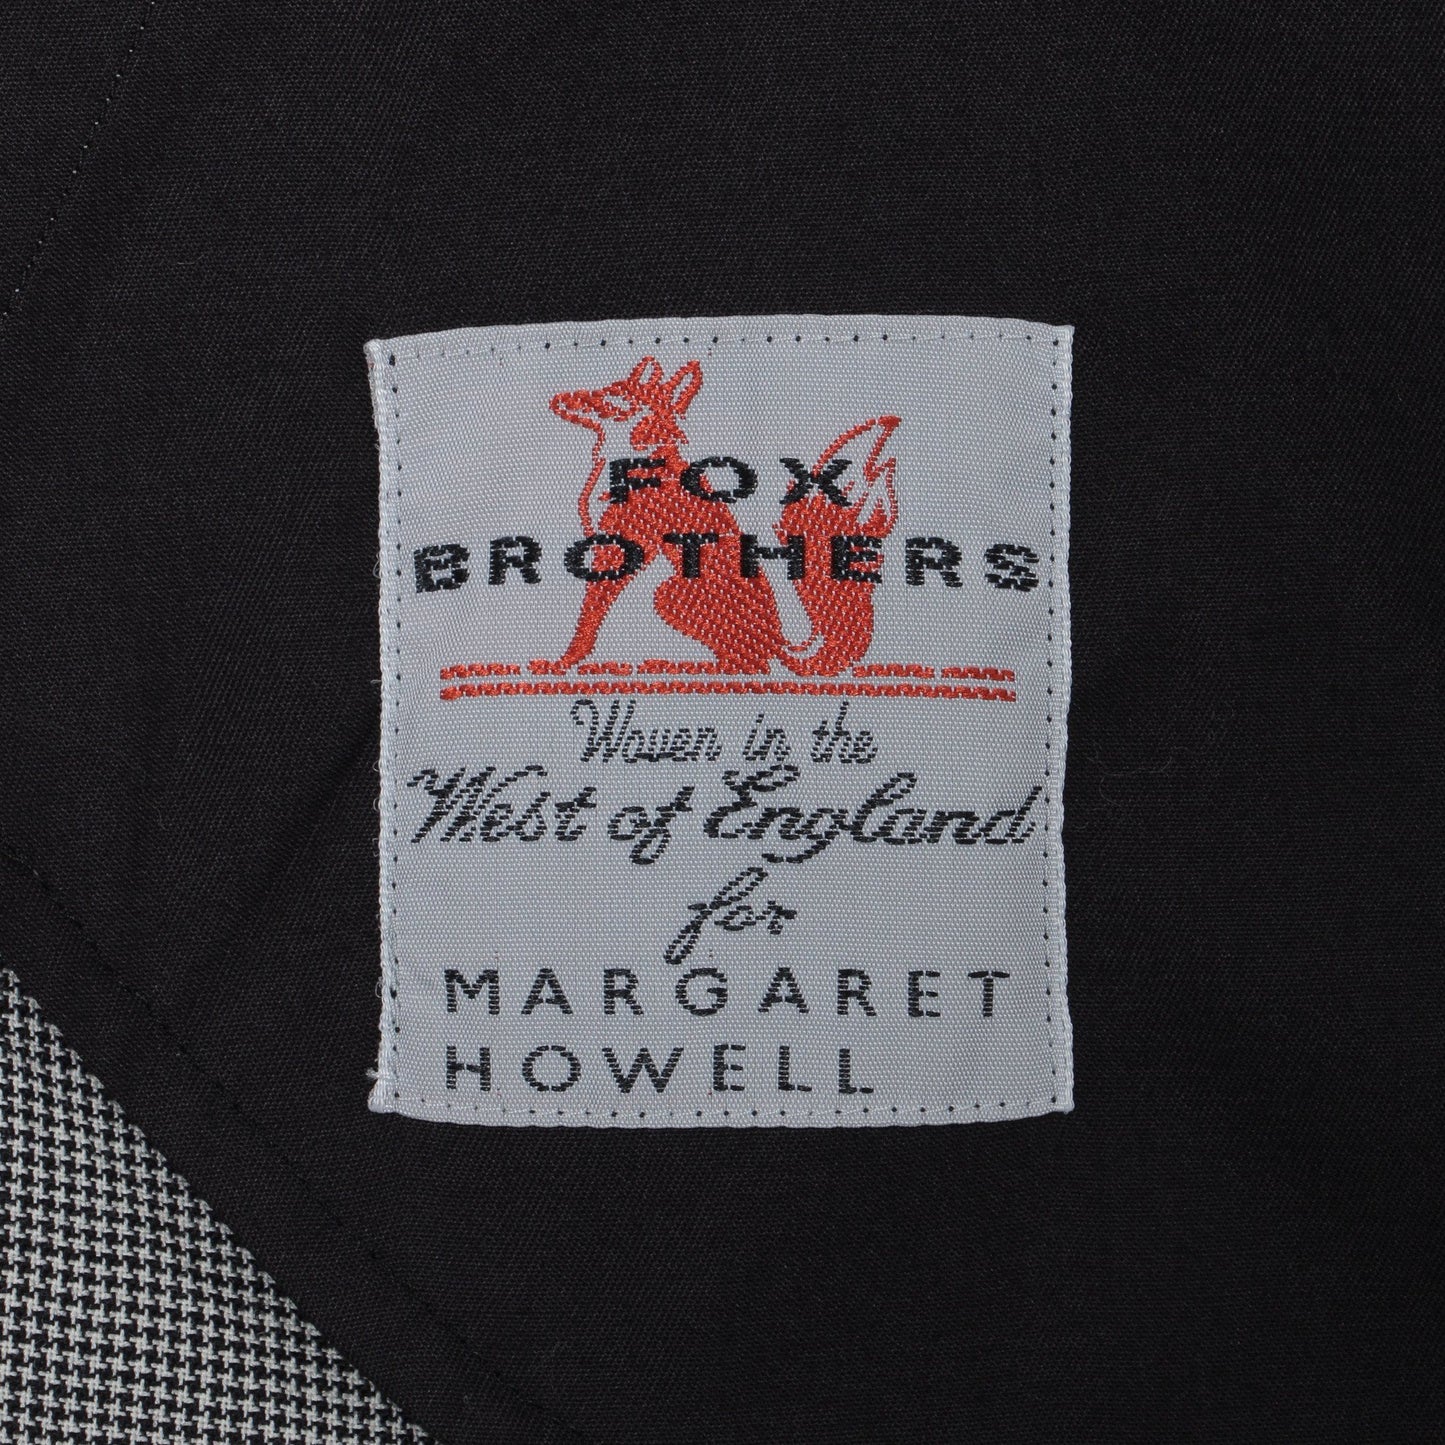 FOX
BROTHERS
Woven in the
West of England
for
MARGARET
HOWELL